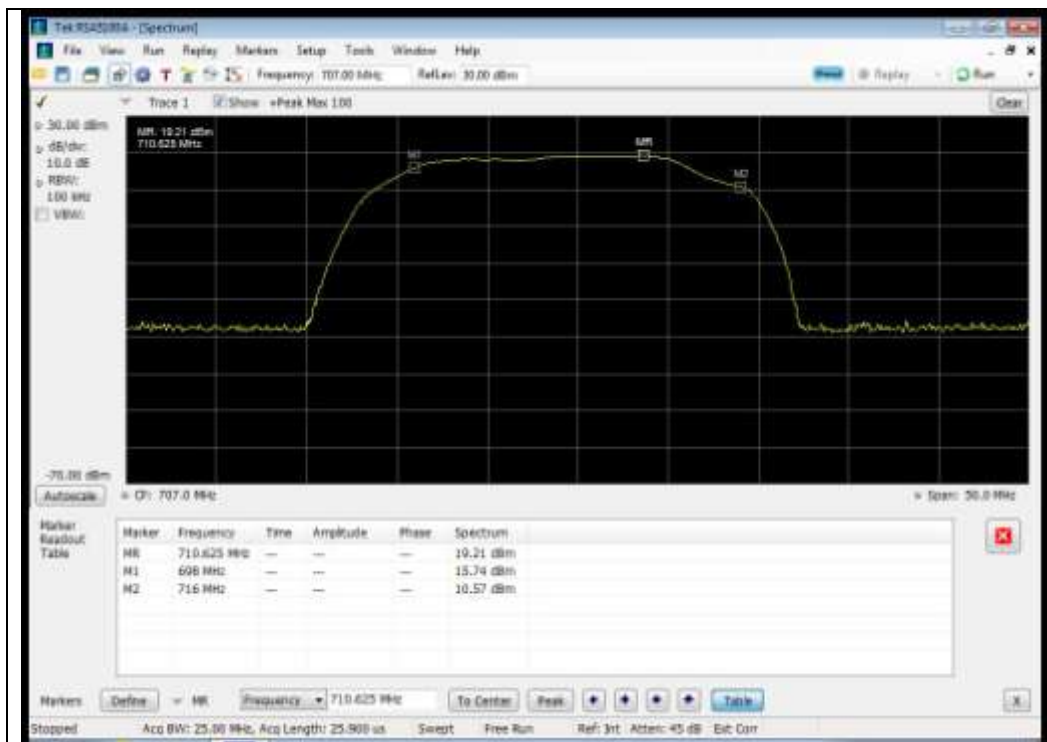 Tek RSA5100A - [Spectrum]
File View Run Replay Markers Setup Tools Window Help
Frequency: 707.00 MHz RefLev: 30.00 dBm Replay Run
Trace 1 Show +Peak Max 100 Clear
30.00 dBm
dB/div:
10.0 dB
RBW:
100 kHz
VBW:
MR: 19.21 dBm
710.625 MHz
M1
MR
M2
-70.00 dBm
Autoscale CF: 707.0 MHz Span: 50.0 MHz
Marker Readout Table
Marker Frequency Time Amplitude Phase Spectrum
MR 710.625 MHz --- --- --- 19.21 dBm
M1 698 MHz --- --- --- 15.74 dBm
M2 716 MHz --- --- --- 10.57 dBm
Markers Define MR Frequency 710.625 MHz To Center Peak Table X
Stopped Acq BW: 25.00 MHz, Acq Length: 25.900 us Swept Free Run Ref: Int Atten: 45 dB Ext Corr